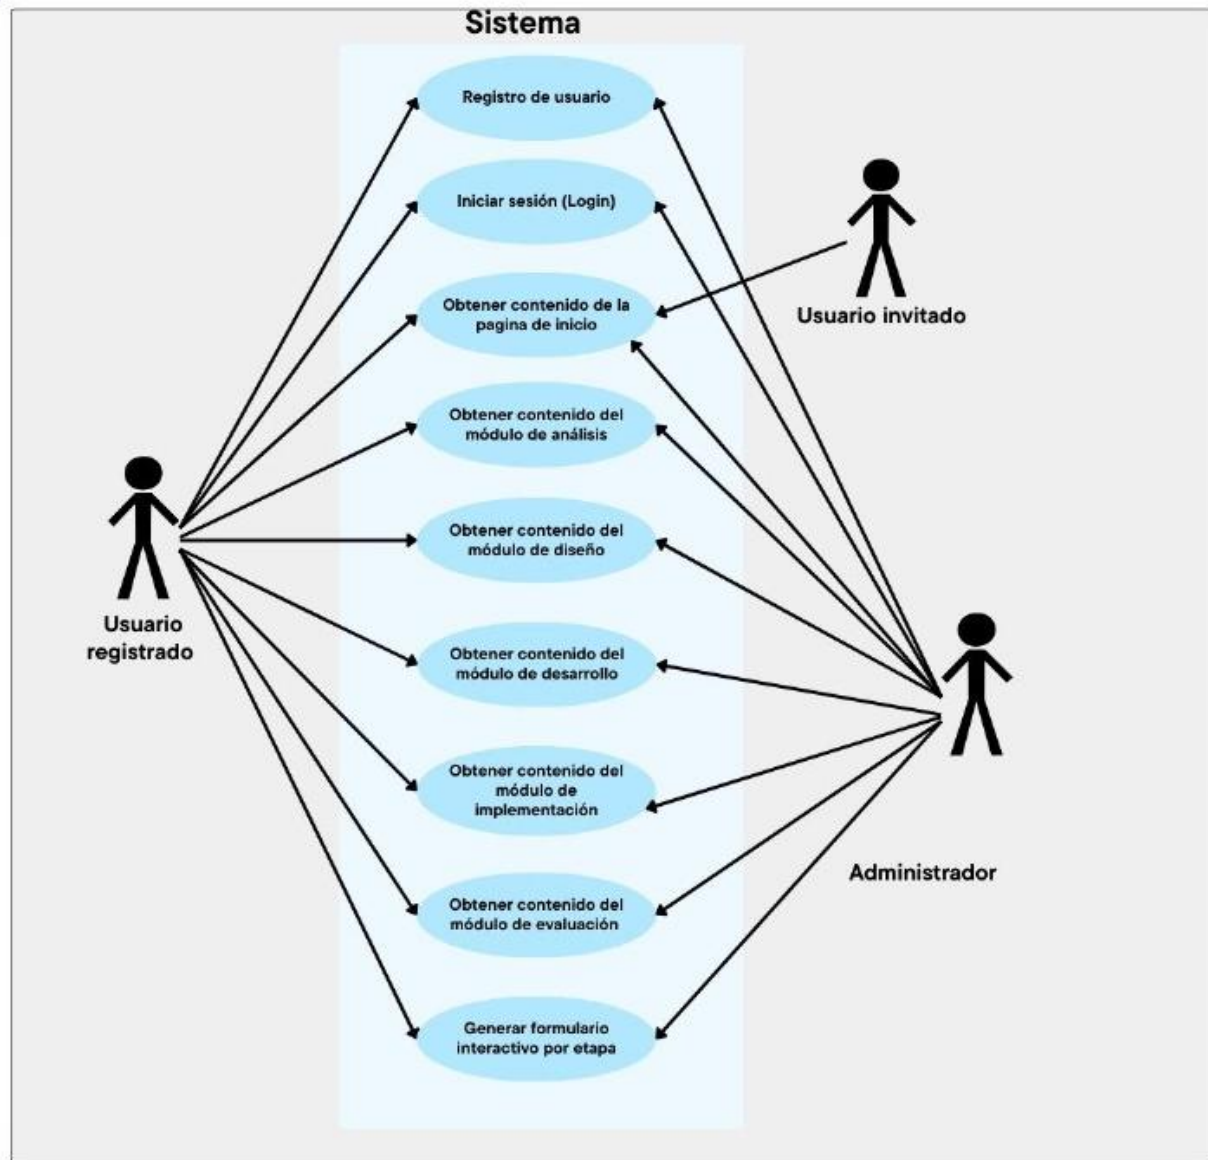 Sistema
Registro de usuario
Iniciar sesión (Login)
Obtener contenido de la
pagina de inicio
Usuario invitado
Obtener contenido del
módulo de análisis
Obtener contenido del
módulo de diseño
Usuario
registrado
Obtener contenido del
módulo de desarrollo
Obtener contenido del
módulo de
implementación
Administrador
Obtener contenido del
módulo de evaluación
Generar formulario
interactivo por etapa